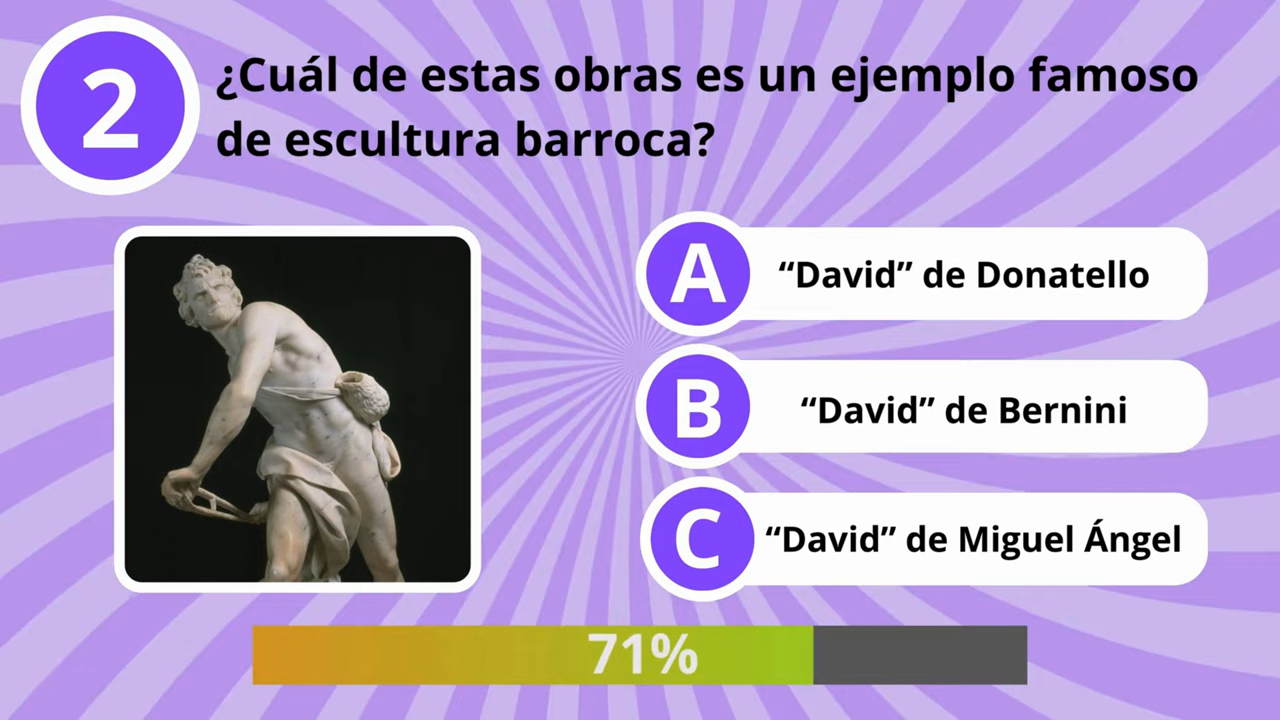 2
¿Cuál de estas obras es un ejemplo famoso
de escultura barroca?
A
“David” de Donatello
B
“David” de Bernini
C
“David” de Miguel Ángel
71%